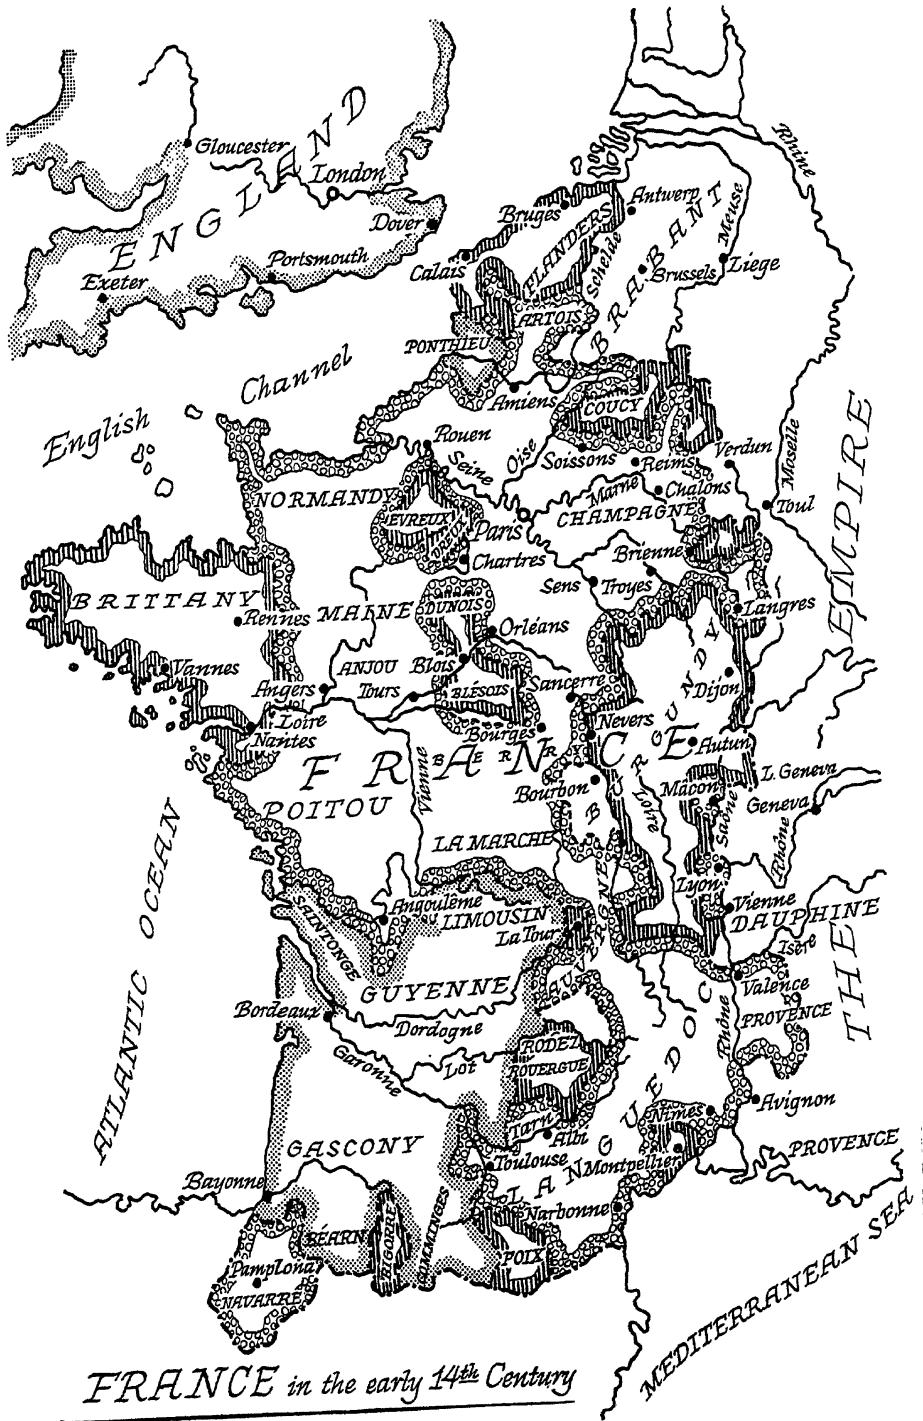 Gloucester
London
ENGLAND
Dover
Portsmouth
Exeter
English Channel
Rhine
Antwerp
Bruges
FLANDERS
Schelde
BRABANT
Meuse
Brussels
Liege
Calais
ARTOIS
PONTHIEU
Amiens
COUCY
Rouen
Seine
Oise
Soissons
Reims
Verdun
Moselle
Marne
Chalons
Toul
NORMANDY
EVREUX
DREUX
Paris
CHAMPAGNE
Chartres
Brienne
Sens
Troyes
Langres
BRITTANY
Rennes
MAINE
DUNOIS
Orléans
Vannes
ANJOU
Blois
Angers
Tours
BLÉSOIS
Sancerre
Dijon
BURGUNDY
Loire
Nantes
Bourges
Nevers
Autun
FRANCE
BERRY
POITOU
Vienne
Bourbon
BOURBON
Loire
Mâcon
Saône
L. Geneva
Geneva
Rhône
LA MARCHE
Lyon
Vienne
DAUPHINE
Isère
Angoulême
LIMOUSIN
La Tour
AUVERGNE
SAINTONGE
GUYENNE
Valence
PROVENCE
Rhône
Bordeaux
Dordogne
Garonne
Lot
RODEZ
ROUERGUE
Tarn
Albi
Nîmes
Avignon
GASCONY
Toulouse
Montpellier
PROVENCE
LANGUEDOC
Bayonne
Narbonne
BÉARN
BIGORRE
COMMINGES
FOIX
Pamplona
NAVARRE
ATLANTIC OCEAN
THE EMPIRE
MEDITERRANEAN SEA
FRANCE in the early 14th Century